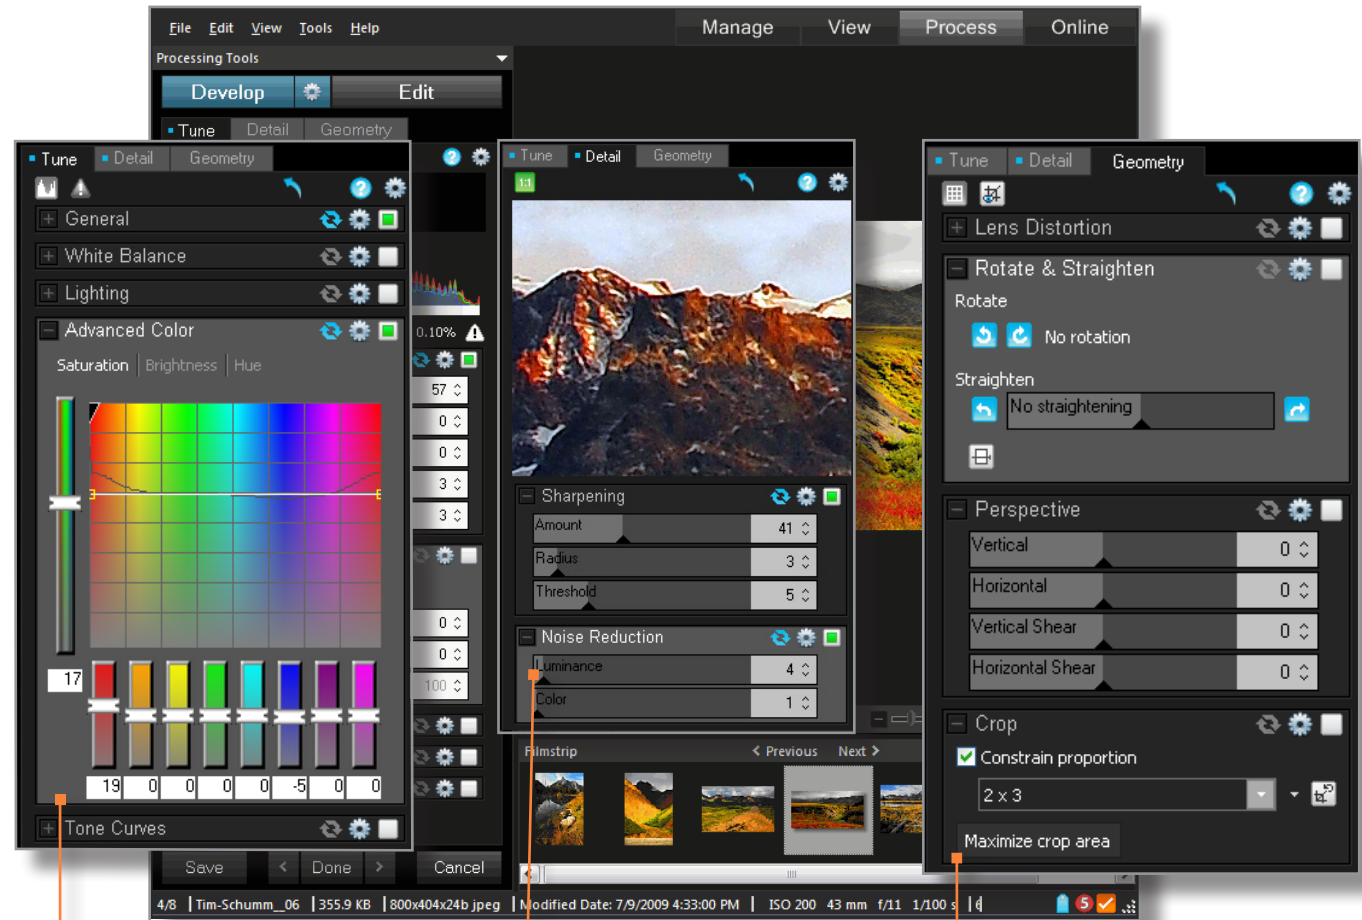 File Edit View Tools Help
Manage View Process Online
Processing Tools
Develop Edit
Tune Detail Geometry
Tune Detail Geometry
General
White Balance
Lighting
Advanced Color
Saturation Brightness Hue
17
19 0 0 0 0 -5 0 0
Tone Curves
0.10%
57
0
0
3
3
0
0
100
Tune Detail Geometry
1:1
Sharpening
Amount 41
Radius 3
Threshold 5
Noise Reduction
Luminance 4
Color 1
Filmstrip < Previous Next >
Tune Detail Geometry
Lens Distortion
Rotate & Straighten
Rotate
No rotation
Straighten
No straightening
Perspective
Vertical 0
Horizontal 0
Vertical Shear 0
Horizontal Shear 0
Crop
Constrain proportion
2 x 3
Maximize crop area
Save < Done > Cancel
4/8 | Tim-Schumm__06 | 355.9 KB | 800x404x24b jpeg | Modified Date: 7/9/2009 4:33:00 PM | ISO 200 43 mm f/11 1/100 s
5